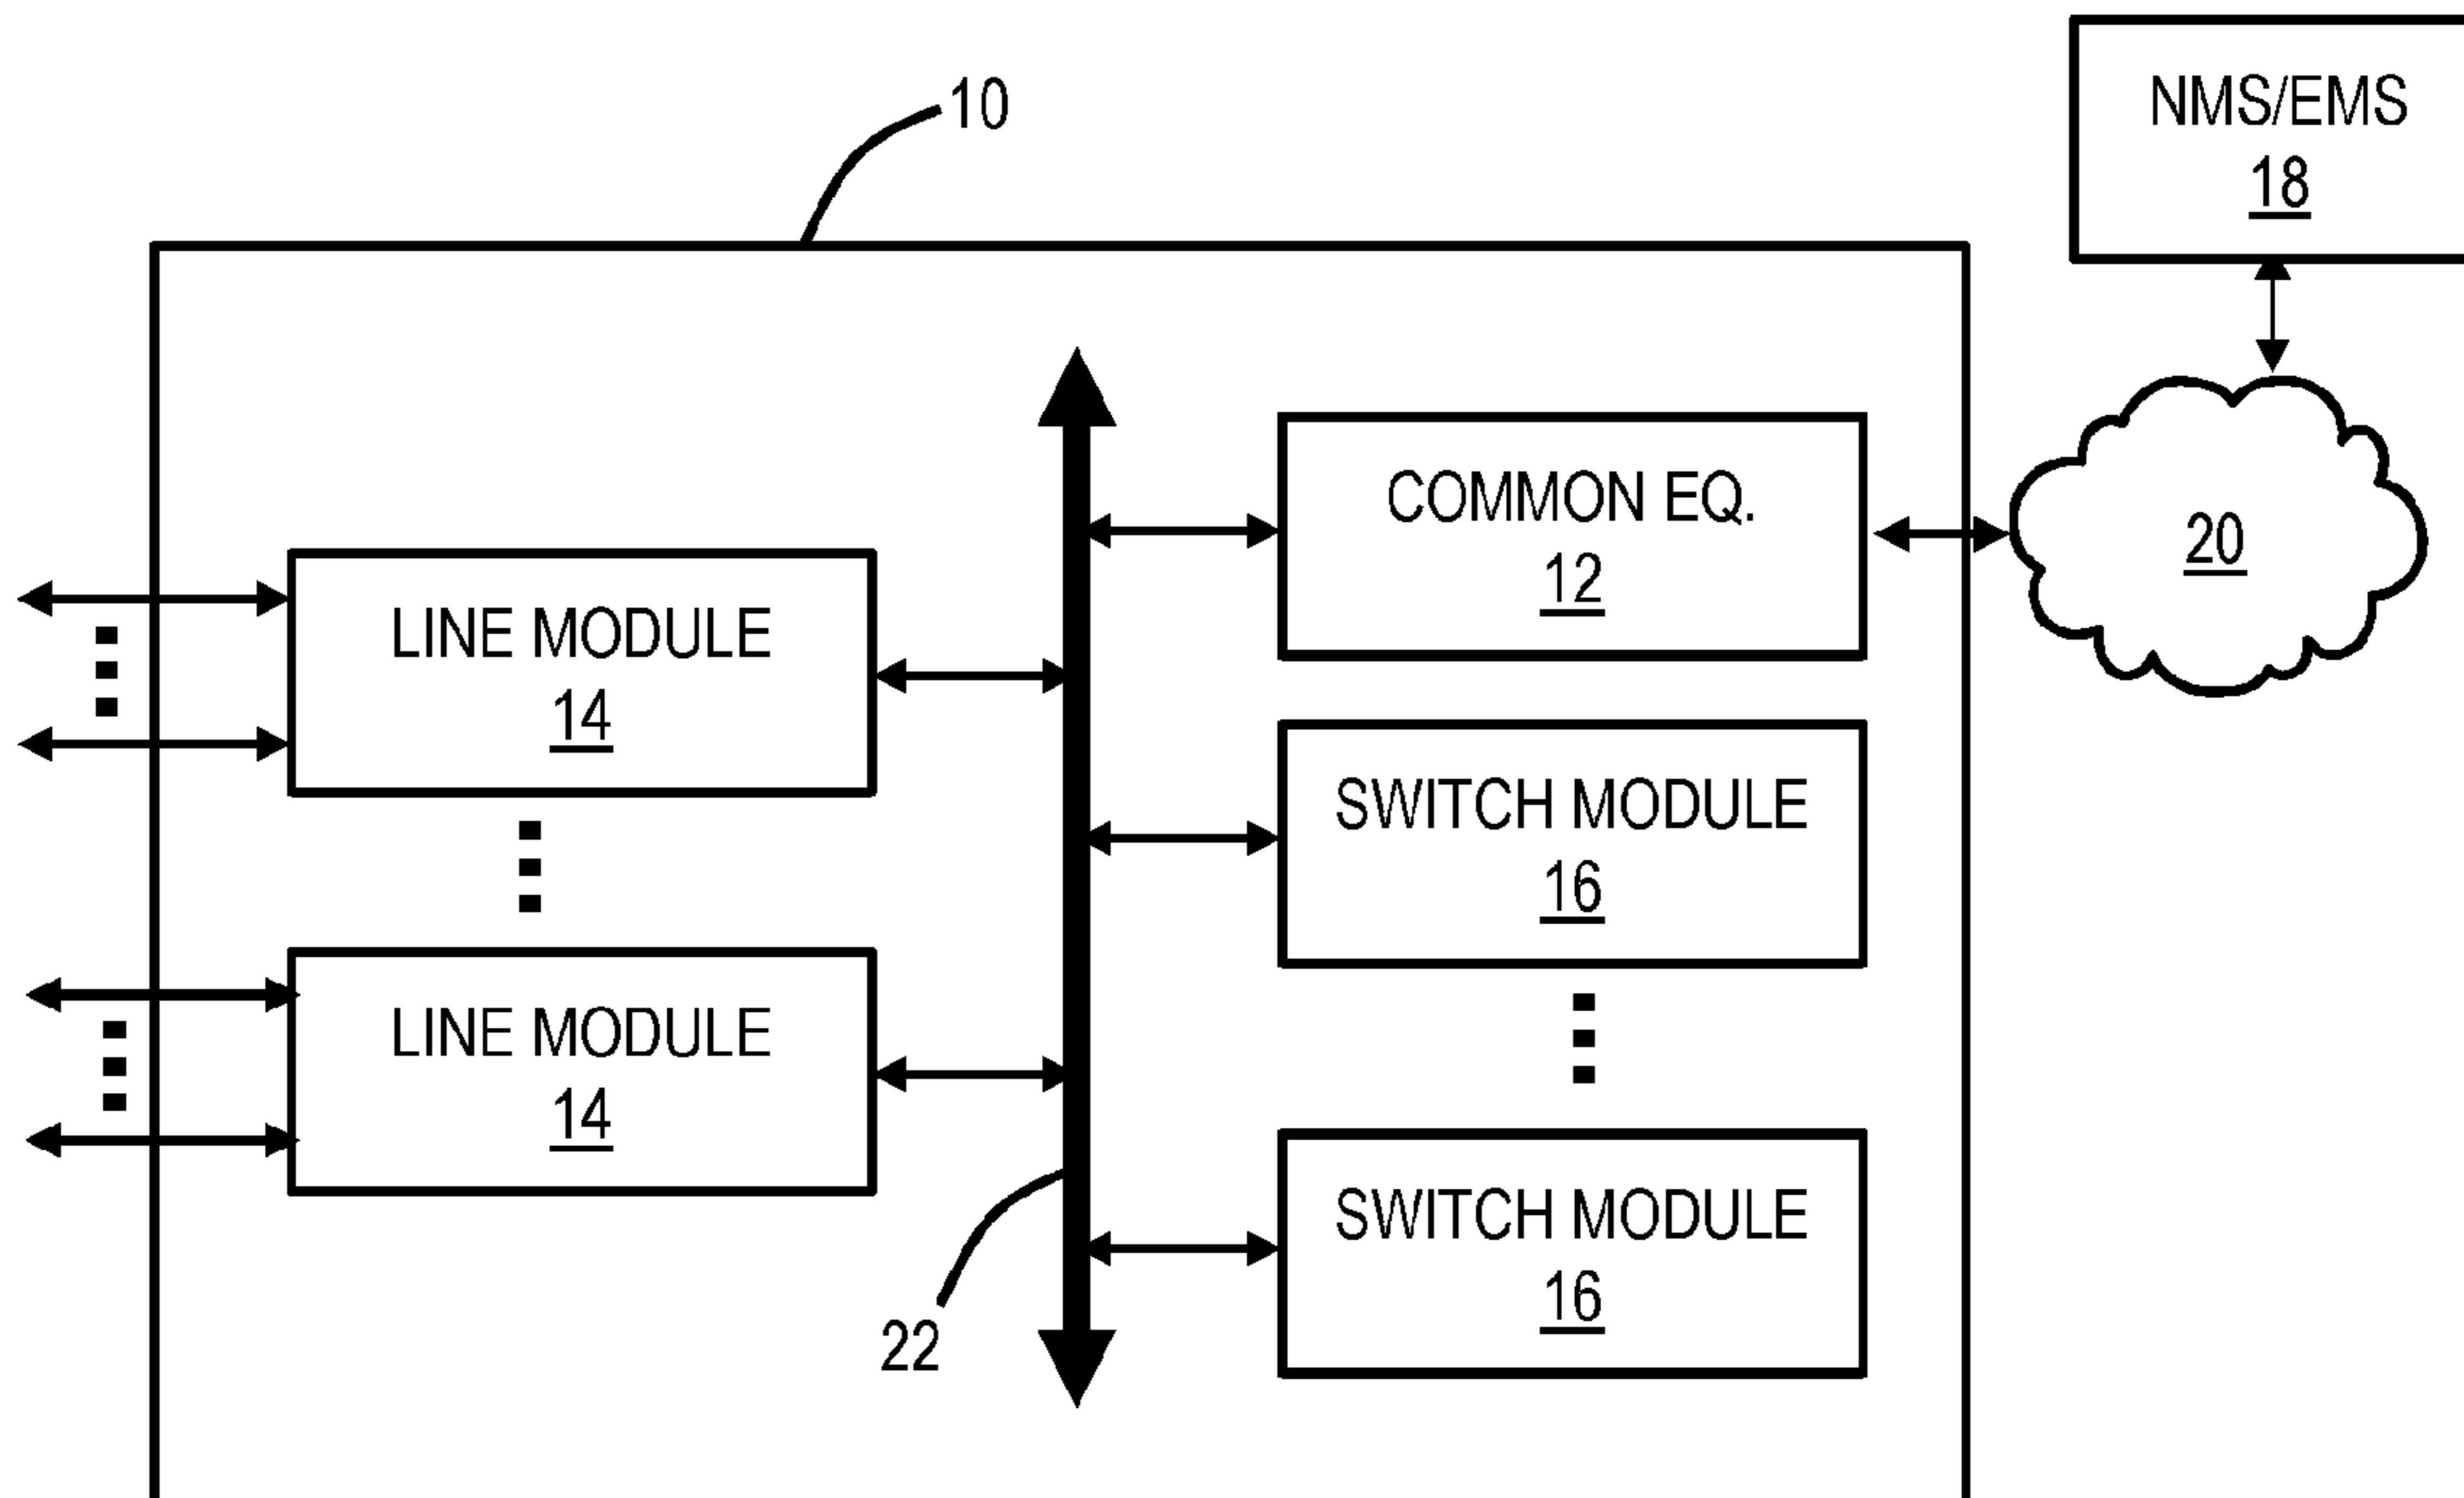 10
NMS/EMS
18
COMMON EQ.
12
20
LINE MODULE
14
SWITCH MODULE
16
LINE MODULE
14
SWITCH MODULE
16
22